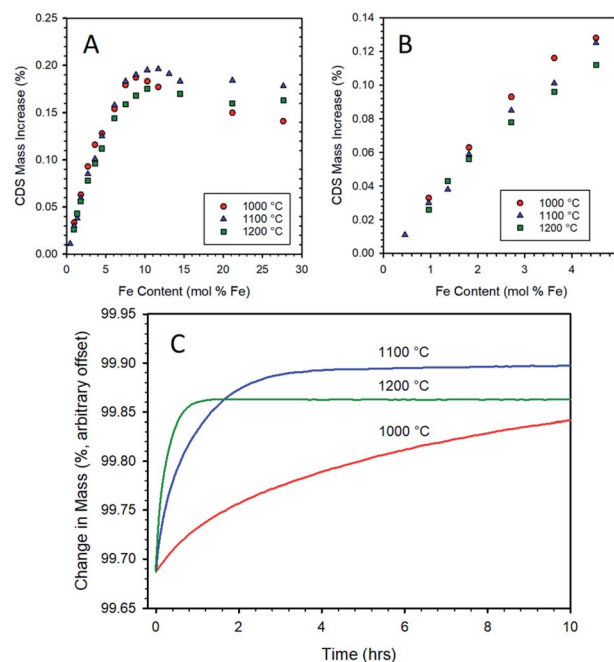 A
CDS Mass Increase (%)
0.25
0.20
0.15
0.10
0.05
0.00
0 5 10 15 20 25 30
Fe Content (mol % Fe)
1000 °C
1100 °C
1200 °C
B
CDS Mass Increase (%)
0.14
0.12
0.10
0.08
0.06
0.04
0.02
0.00
0 1 2 3 4
Fe Content (mol % Fe)
1000 °C
1100 °C
1200 °C
C
Change in Mass (%, arbitrary offset)
99.95
99.90
99.85
99.80
99.75
99.70
99.65
1100 °C
1200 °C
1000 °C
0 2 4 6 8 10
Time (hrs)